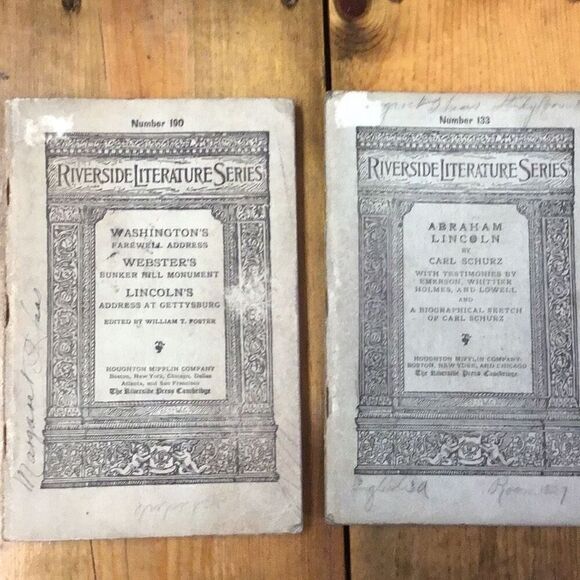 Number 190
RIVERSIDE LITERATURE SERIES
WASHINGTON'S
FAREWELL ADDRESS
WEBSTER'S
BUNKER HILL MONUMENT
LINCOLN'S
ADDRESS AT GETTYSBURG
EDITED BY WILLIAM T. FOSTER
HOUGHTON MIFFLIN COMPANY
Boston, New York, Chicago, Dallas
Atlanta, and San Francisco
The Riverside Press Cambridge
Margaret
Number 133
RIVERSIDE LITERATURE SERIES
ABRAHAM
LINCOLN
BY
CARL SCHURZ
WITH TESTIMONIES BY
EMERSON, WHITTIER
HOLMES, AND LOWELL
AND
A BIOGRAPHICAL SKETCH
OF CARL SCHURZ
HOUGHTON MIFFLIN COMPANY
BOSTON, NEW YORK, AND CHICAGO
The Riverside Press Cambridge
Room